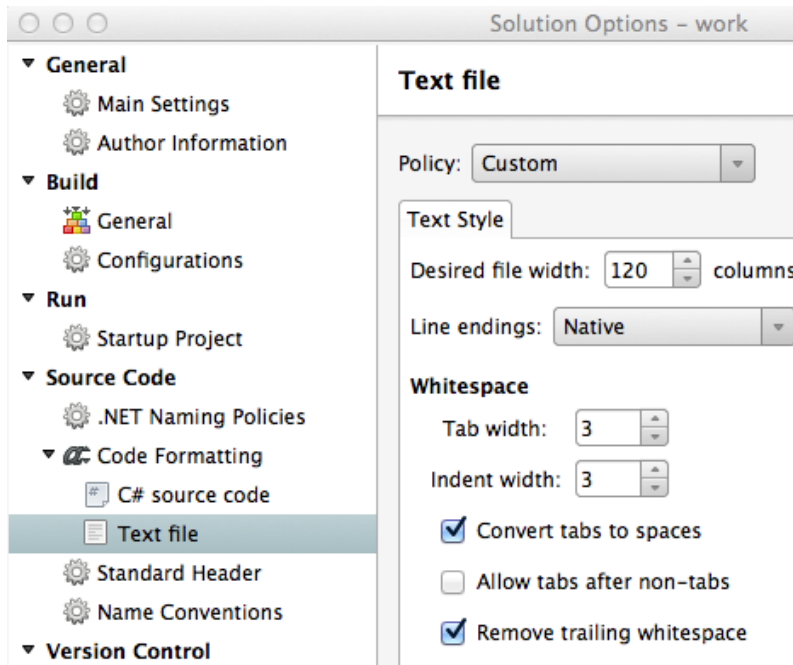 Solution Options – work
General
Main Settings
Author Information
Build
General
Configurations
Run
Startup Project
Source Code
.NET Naming Policies
Code Formatting
C# source code
Text file
Standard Header
Name Conventions
Version Control
Text file
Policy: Custom
Text Style
Desired file width: 120 columns
Line endings: Native
Whitespace
Tab width: 3
Indent width: 3
Convert tabs to spaces
Allow tabs after non-tabs
Remove trailing whitespace